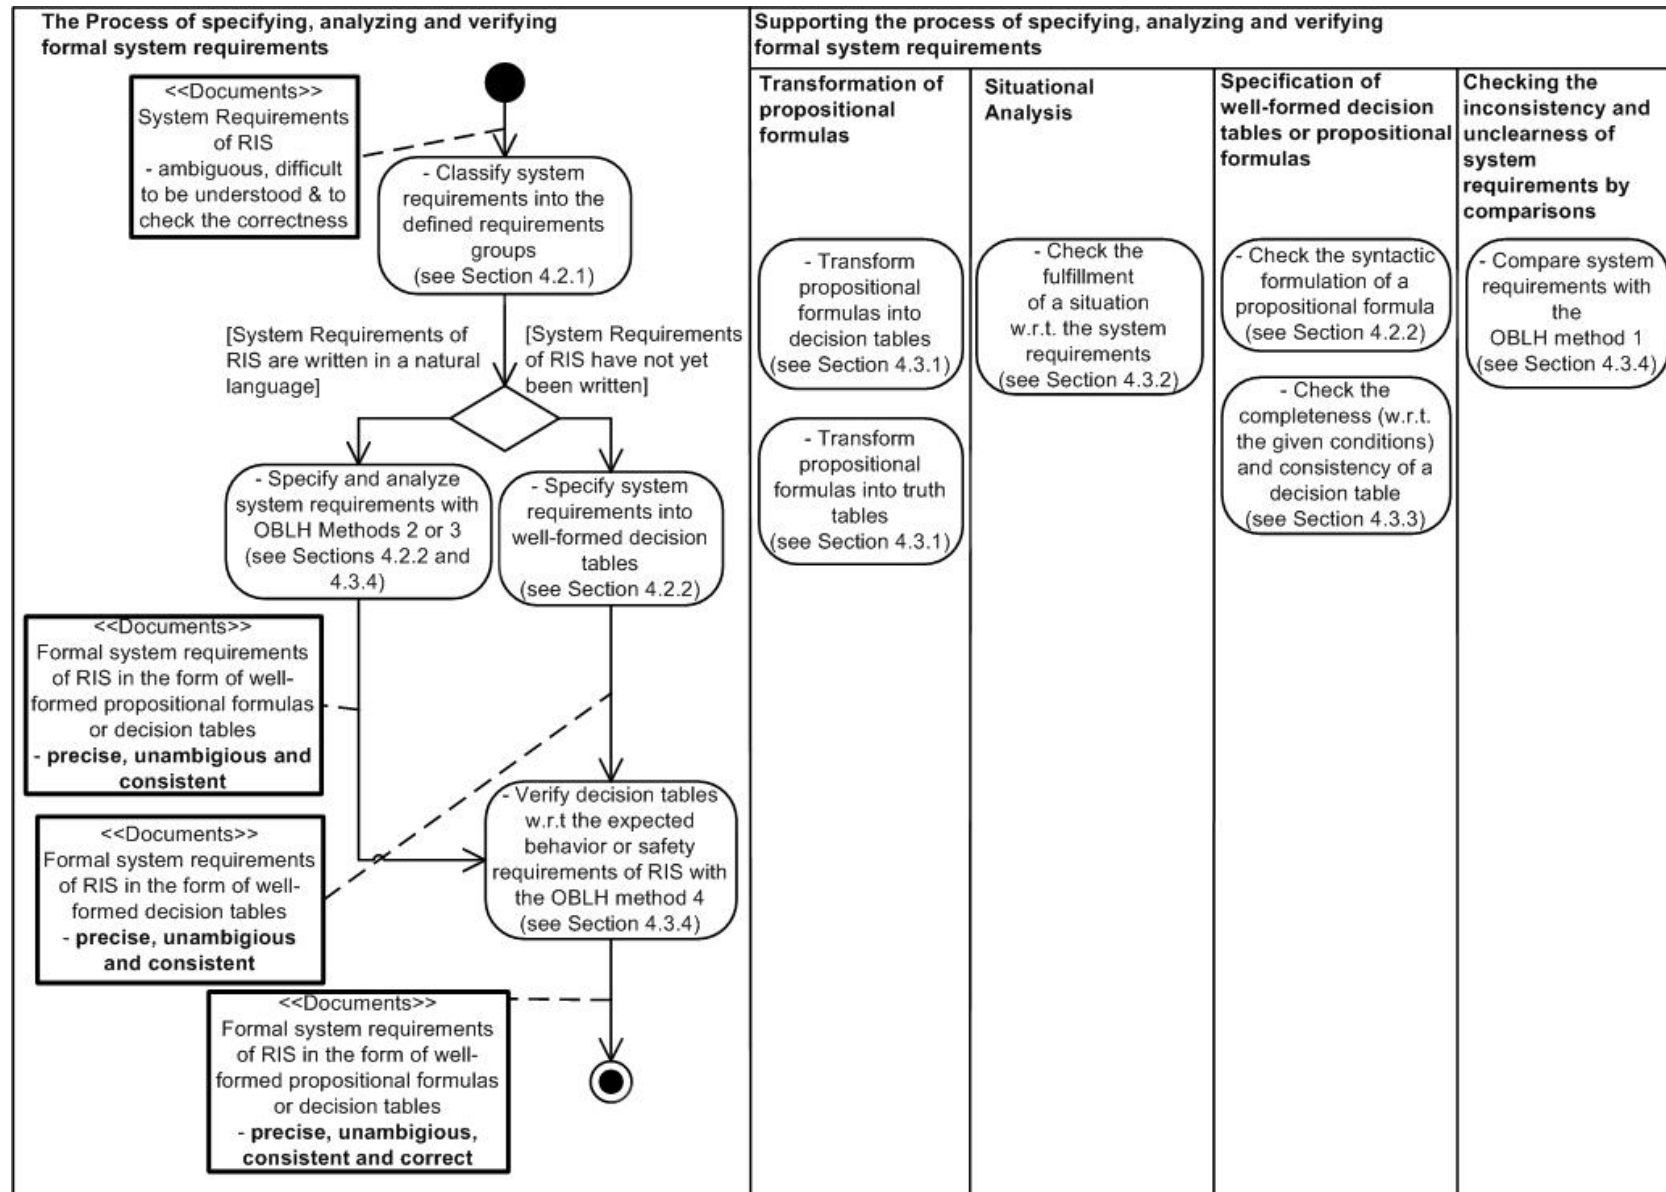 The Process of specifying, analyzing and verifying
formal system requirements
<<Documents>>
System Requirements
of RIS
- ambiguous, difficult
to be understood & to
check the correctness
- Classify system
requirements into the
defined requirements
groups
(see Section 4.2.1)
[System Requirements of
RIS are written in a natural
language]
[System Requirements
of RIS have not yet
been written]
- Specify and analyze
system requirements with
OBLH Methods 2 or 3
(see Sections 4.2.2 and
4.3.4)
- Specify system
requirements into
well-formed decision
tables
(see Section 4.2.2)
<<Documents>>
Formal system requirements
of RIS in the form of well-
formed propositional formulas
or decision tables
- precise, unambigious and
consistent
<<Documents>>
Formal system requirements
of RIS in the form of well-
formed decision tables
- precise, unambigious
and consistent
- Verify decision tables
w.r.t the expected
behavior or safety
requirements of RIS with
the OBLH method 4
(see Section 4.3.4)
<<Documents>>
Formal system requirements
of RIS in the form of well-
formed propositional formulas
or decision tables
- precise, unambigious,
consistent and correct
Supporting the process of specifying, analyzing and verifying
formal system requirements
Transformation of
propositional
formulas
- Transform
propositional
formulas into
decision tables
(see Section 4.3.1)
- Transform
propositional
formulas into truth
tables
(see Section 4.3.1)
Situational
Analysis
- Check the
fulfillment
of a situation
w.r.t. the system
requirements
(see Section 4.3.2)
Specification of
well-formed decision
tables or propositional
formulas
- Check the syntactic
formulation of a
propositional formula
(see Section 4.2.2)
- Check the
completeness (w.r.t.
the given conditions)
and consistency of a
decision table
(see Section 4.3.3)
Checking the
inconsistency and
unclearness of
system
requirements by
comparisons
- Compare system
requirements with
the
OBLH method 1
(see Section 4.3.4)